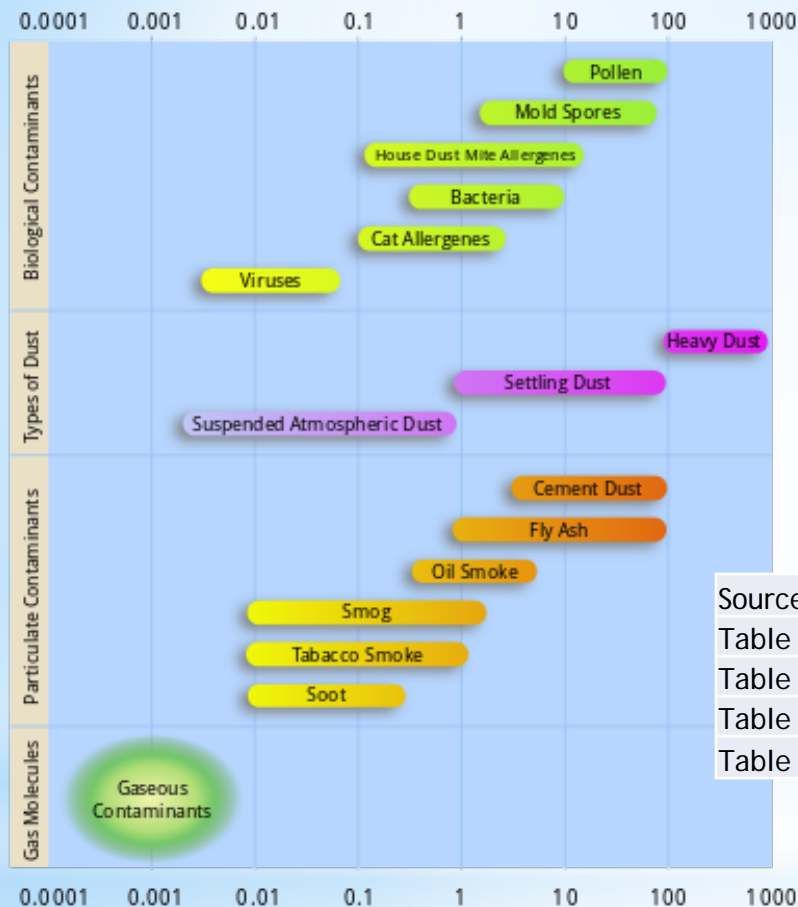 0.0001 0.001 0.01 0.1 1 10 100 1000
Biological Contaminants
Pollen
Mold Spores
House Dust Mite Allergenes
Bacteria
Cat Allergenes
Viruses
Types of Dust
Heavy Dust
Settling Dust
Suspended Atmospheric Dust
Particulate Contaminants
Cement Dust
Fly Ash
Oil Smoke
Smog
Tabacco Smoke
Soot
Source
Table
Table
Table
Table
Gas Molecules
Gaseous
Contaminants
0.0001 0.001 0.01 0.1 1 10 100 1000